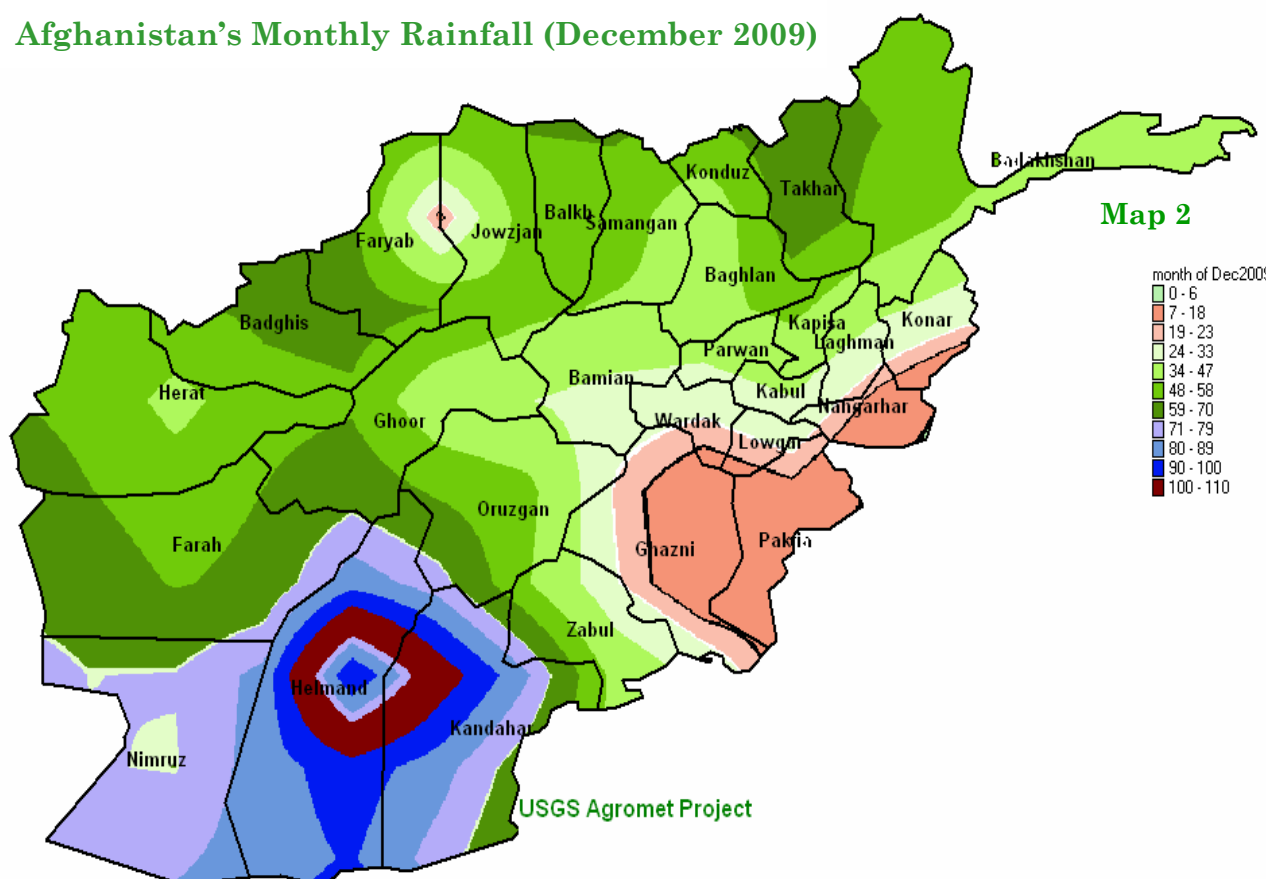 Afghanistan's Monthly Rainfall (December 2009)
Badakhshan
Konduz
Takhar
Map 2
Balkh
Samangan
Jowzjan
Faryab
Baghlan
month of Dec2009
0 - 6
7 - 18
19 - 23
24 - 33
34 - 47
48 - 58
59 - 70
71 - 79
80 - 89
90 - 100
100 - 110
Badghis
Kapisa
Konar
Laghman
Parwan
Bamian
Kabul
Herat
Nangarhar
Ghoor
Wardak
Lowgar
Oruzgan
Farah
Ghazni
Paktia
Zabul
Helmand
Kandahar
Nimruz
USGS Agromet Project